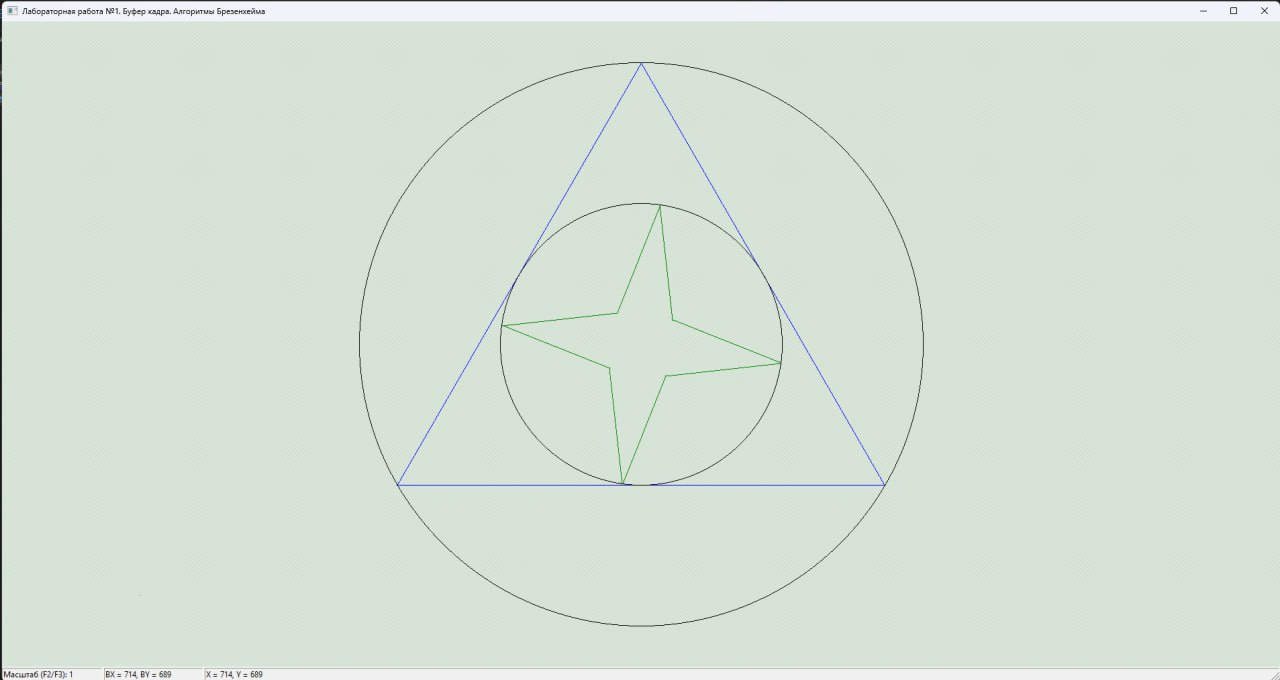 Лабораторная работа №1. Буфер кадра. Алгоритмы Брезенхейма
Масштаб (F2/F3): 1
BX = 714, BY = 689
X = 714, Y = 689